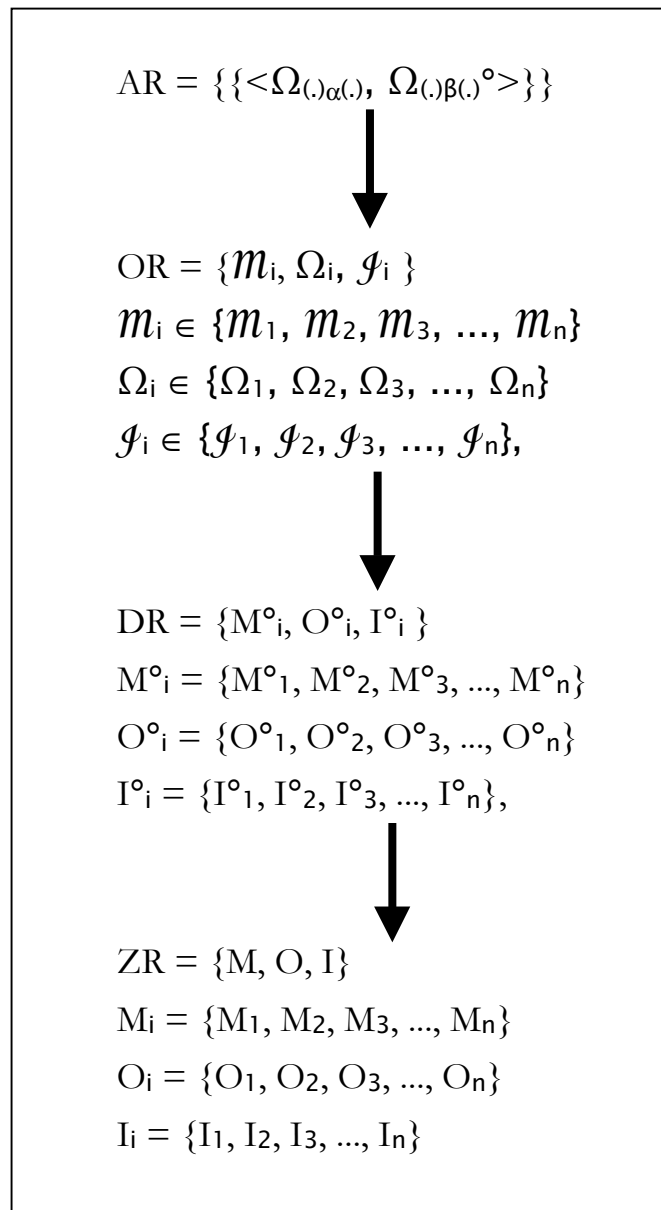 AR = {{<Ω₍.₎α₍.₎, Ω₍.₎β₍.₎°>}}
OR = {𝓂ᵢ, Ωᵢ, 𝒥ᵢ }
𝓂ᵢ ∈ {𝓂₁, 𝓂₂, 𝓂₃, ..., 𝓂ₙ}
Ωᵢ ∈ {Ω₁, Ω₂, Ω₃, ..., Ωₙ}
𝒥ᵢ ∈ {𝒥₁, 𝒥₂, 𝒥₃, ..., 𝒥ₙ},
DR = {M°ᵢ, O°ᵢ, I°ᵢ }
M°ᵢ = {M°₁, M°₂, M°₃, ..., M°ₙ}
O°ᵢ = {O°₁, O°₂, O°₃, ..., O°ₙ}
I°ᵢ = {I°₁, I°₂, I°₃, ..., I°ₙ},
ZR = {M, O, I}
Mᵢ = {M₁, M₂, M₃, ..., Mₙ}
Oᵢ = {O₁, O₂, O₃, ..., Oₙ}
Iᵢ = {I₁, I₂, I₃, ..., Iₙ}